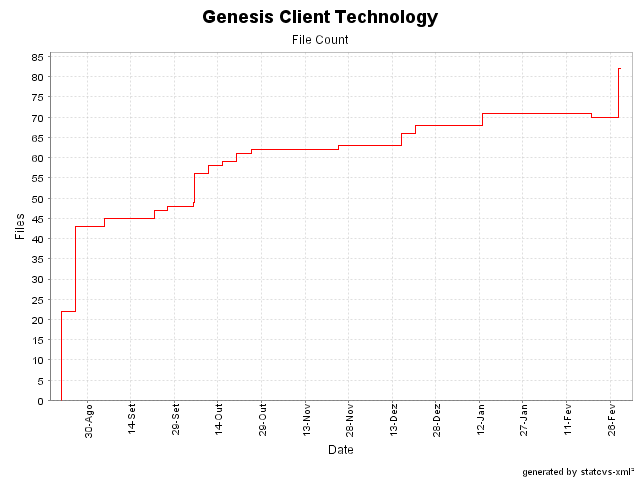 Genesis Client Technology
File Count
85
80
75
70
65
60
55
50
45
40
35
30
25
20
15
10
5
0
Files
30-Ago
14-Set
29-Set
14-Out
29-Out
13-Nov
28-Nov
13-Dez
28-Dez
12-Jan
27-Jan
11-Fev
26-Fev
Date
generated by statcvs-xml²